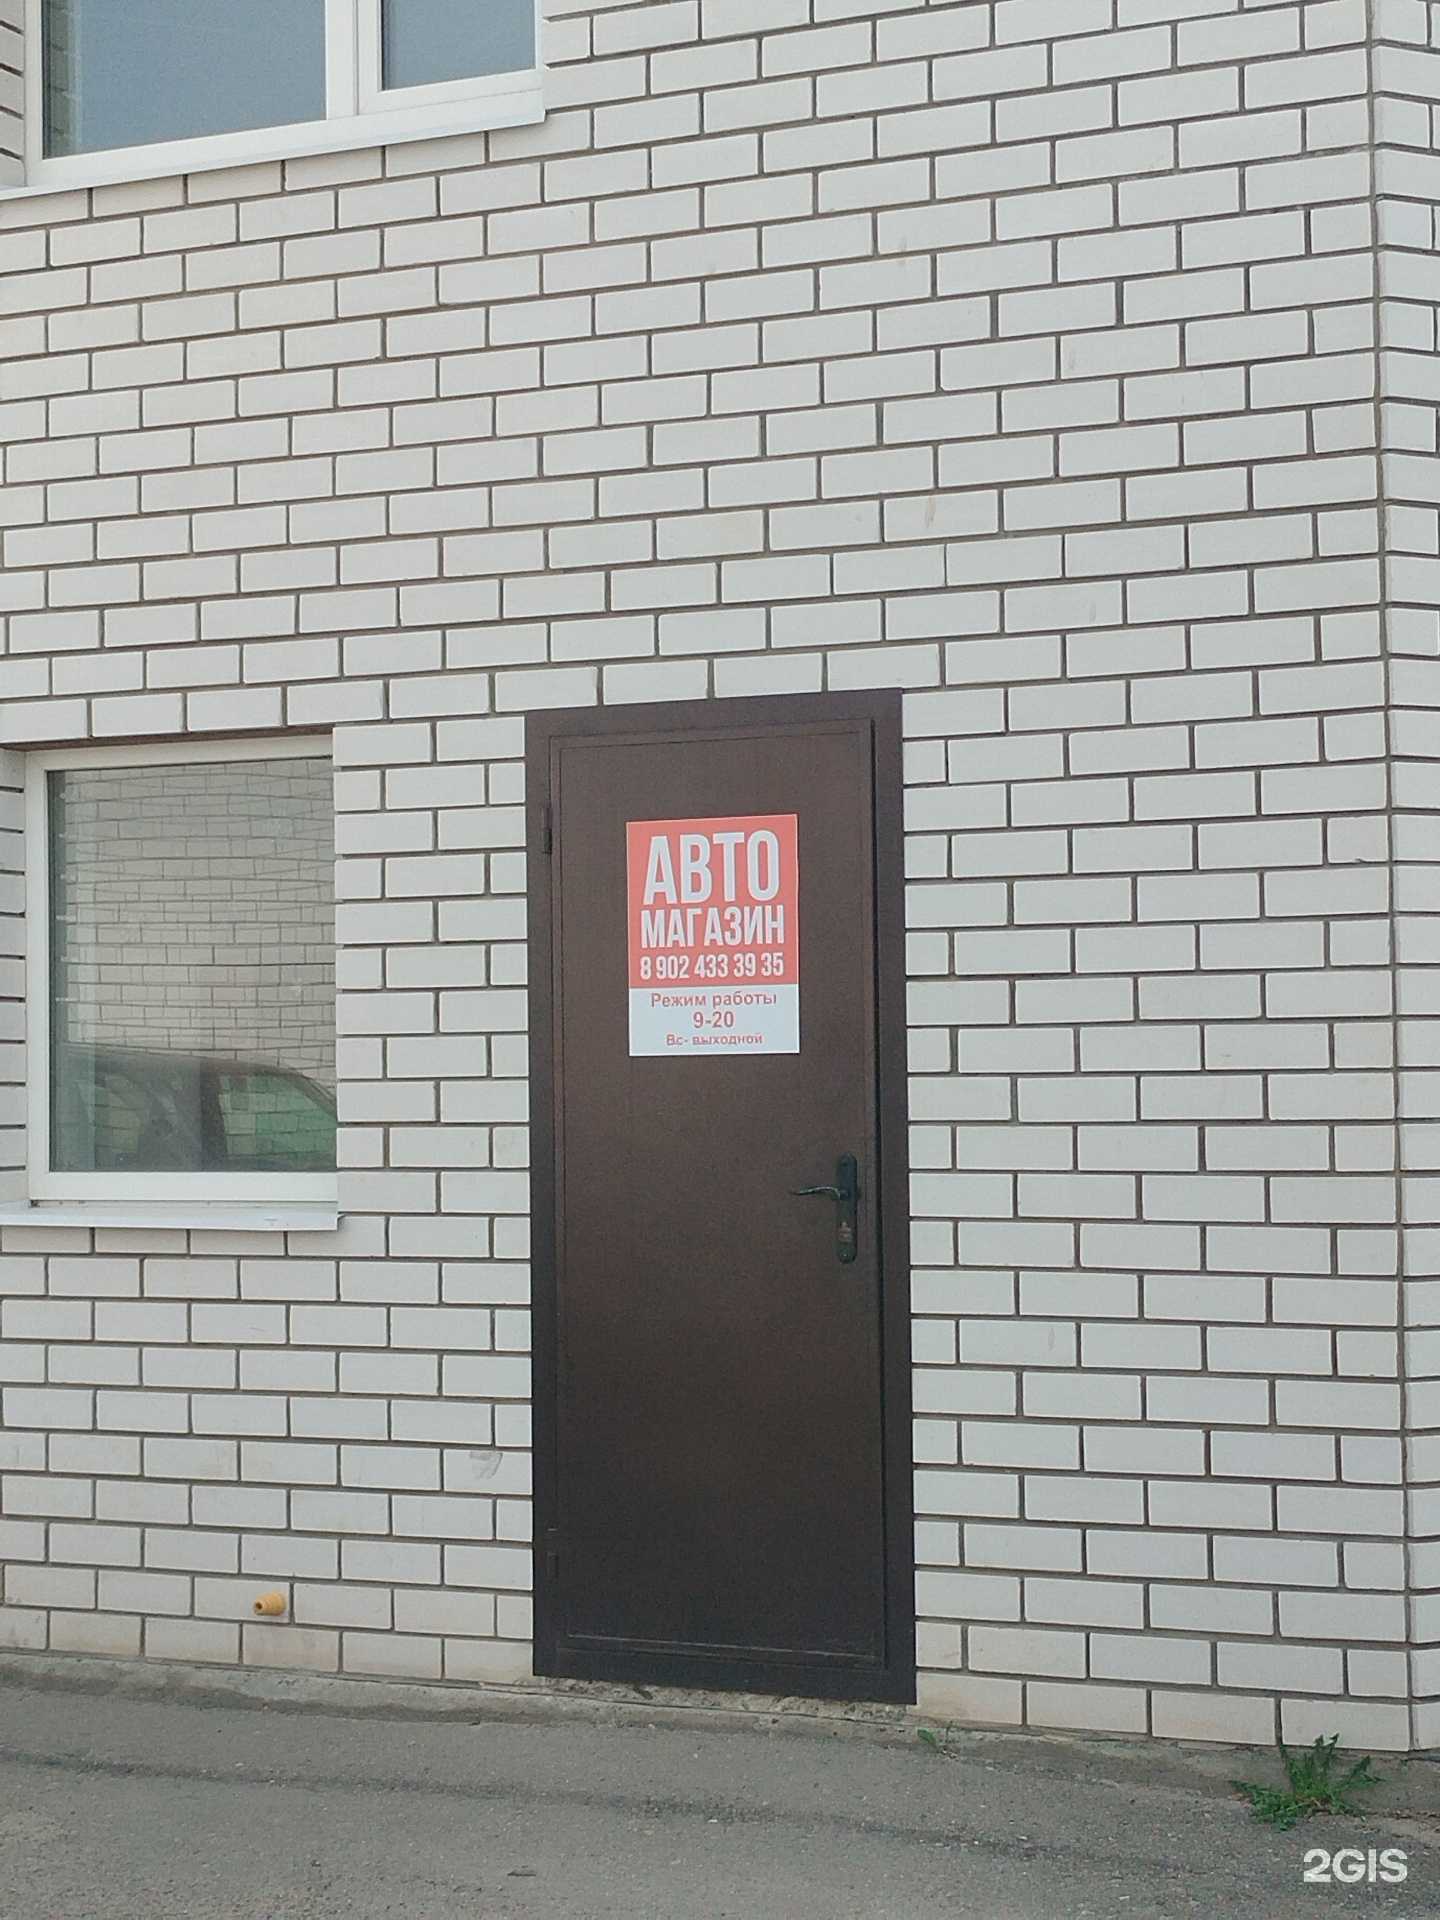 АВТО
МАГАЗИН
8 902 433 39 35
Режим работы
9-20
Вс- выходной
2GIS